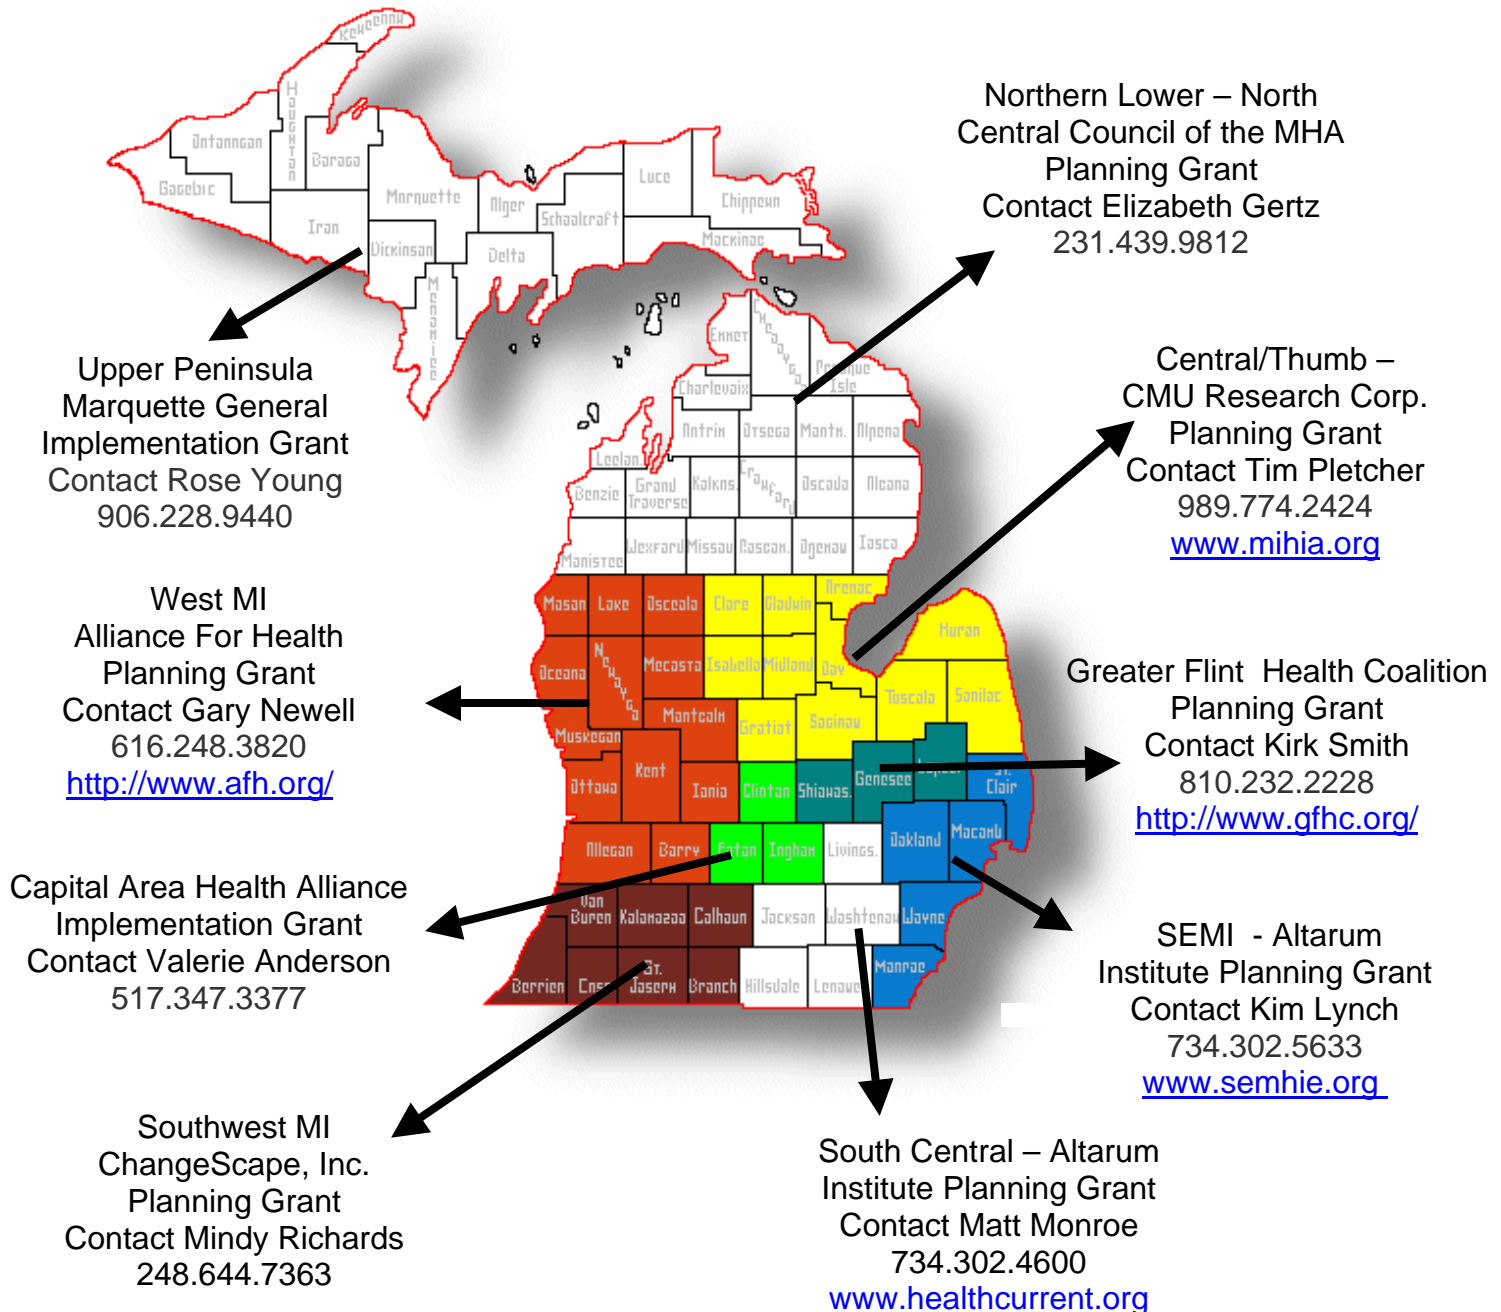 Northern Lower – North
Central Council of the MHA
Planning Grant
Contact Elizabeth Gertz
231.439.9812
Upper Peninsula
Marquette General
Implementation Grant
Contact Rose Young
906.228.9440
Central/Thumb –
CMU Research Corp.
Planning Grant
Contact Tim Pletcher
989.774.2424
www.mihia.org
West MI
Alliance For Health
Planning Grant
Contact Gary Newell
616.248.3820
http://www.afh.org/
Greater Flint  Health Coalition
Planning Grant
Contact Kirk Smith
810.232.2228
http://www.gfhc.org/
Capital Area Health Alliance
Implementation Grant
Contact Valerie Anderson
517.347.3377
SEMI  - Altarum
Institute Planning Grant
Contact Kim Lynch
734.302.5633
www.semhie.org
Southwest MI
ChangeScape, Inc.
Planning Grant
Contact Mindy Richards
248.644.7363
South Central – Altarum
Institute Planning Grant
Contact Matt Monroe
734.302.4600
www.healthcurrent.org
Keweenaw
Houghton
Ontonagon
Baraga
Gogebic
Marquette
Alger
Luce
Chippewa
Schoolcraft
Iron
Mackinac
Dickinson
Delta
Menominee
Emmet
Cheboygan
Presque
Isle
Charlevoix
Antrim
Otsego
Montm.
Alpena
Leelan.
Benzie
Grand
Traverse
Kalkns.
Crawford
Oscoda
Alcona
Manistee
Wexford
Missau
Roscom.
Ogemaw
Iosco
Mason
Lake
Osceola
Clare
Gladwin
Arenac
Huron
Oceana
Newaygo
Mecosta
Isabella
Midland
Bay
Tuscola
Sanilac
Muskegon
Montcalm
Gratiot
Saginaw
Ottawa
Kent
Ionia
Clinton
Shiawas.
Genesee
St.
Clair
Allegan
Barry
Eaton
Ingham
Livings.
Oakland
Macomb
Van
Buren
Kalamazoo
Calhoun
Jackson
Washtenaw
Wayne
Berrien
Cass
St.
Joseph
Branch
Hillsdale
Lenawe
Monroe